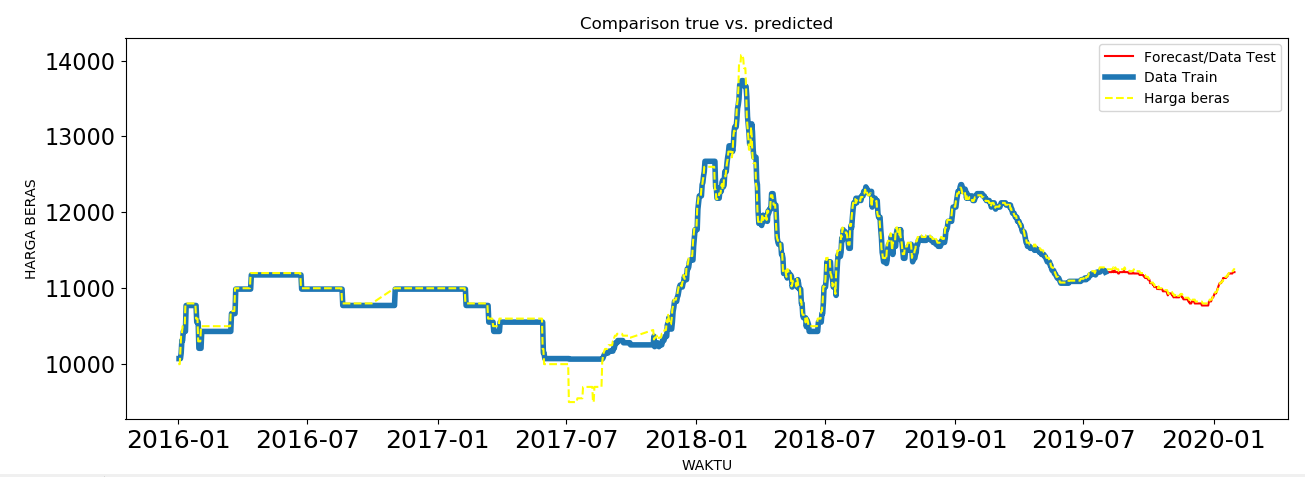 Comparison true vs. predicted
14000
13000
12000
11000
10000
HARGA BERAS
Forecast/Data Test
Data Train
Harga beras
2016-01 2016-07 2017-01 2017-07 2018-01 2018-07 2019-01 2019-07 2020-01
WAKTU